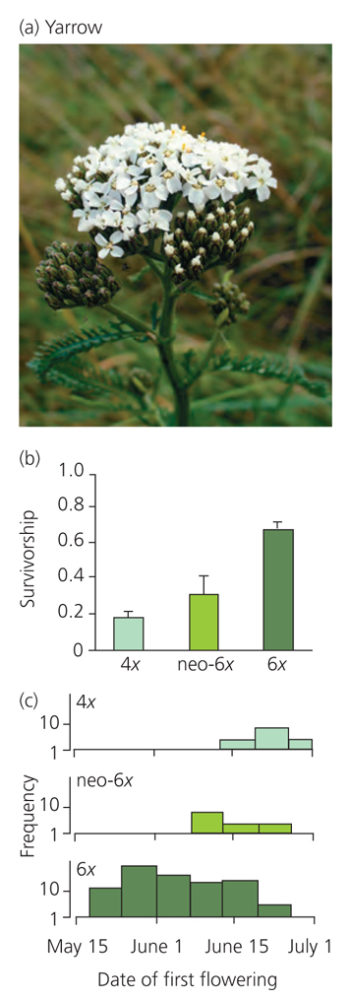 (a) Yarrow
(b)
1.0
0.8
0.6
0.4
0.2
0
Survivorship
4x
neo-6x
6x
(c)
4x
10
1
neo-6x
10
1
6x
10
1
Frequency
May 15
June 1
June 15
July 1
Date of first flowering